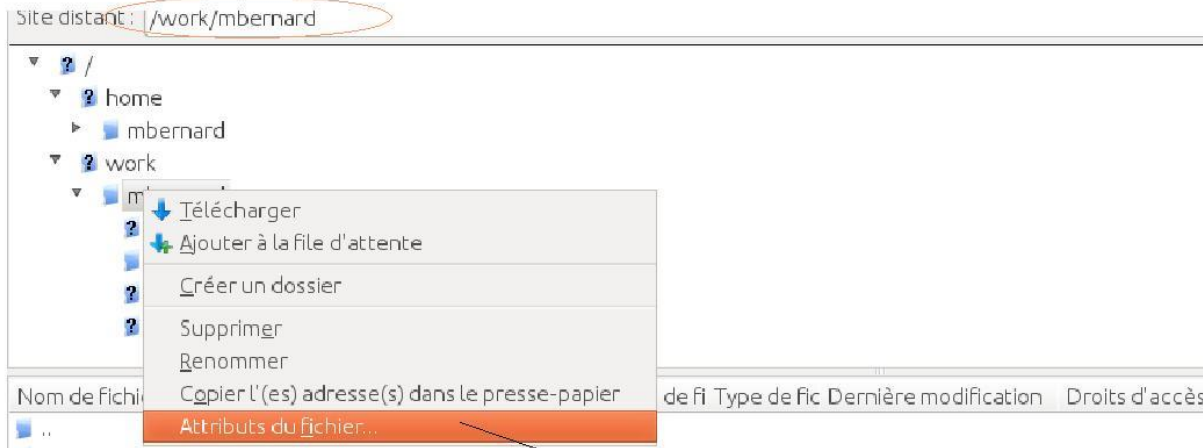 Site distant : /work/mbernard
/
home
mbernard
work
m
Télécharger
Ajouter à la file d'attente
Créer un dossier
Supprimer
Renommer
Copier l'(es) adresse(s) dans le presse-papier
Attributs du fichier...
Nom de fichi de fi Type de fic Dernière modification Droits d'accès
..